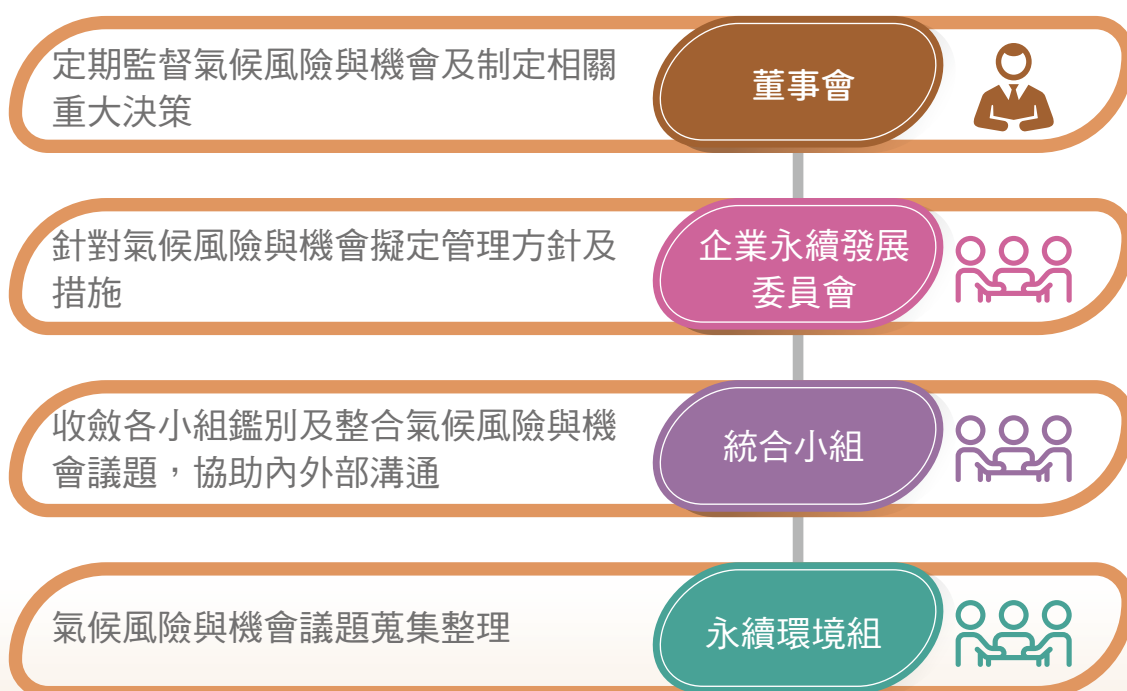 定期監督氣候風險與機會及制定相關
重大決策
董事會
針對氣候風險與機會擬定管理方針及
措施
企業永續發展
委員會
收斂各小組鑑別及整合氣候風險與機
會議題，協助內外部溝通
統合小組
氣候風險與機會議題蒐集整理
永續環境組